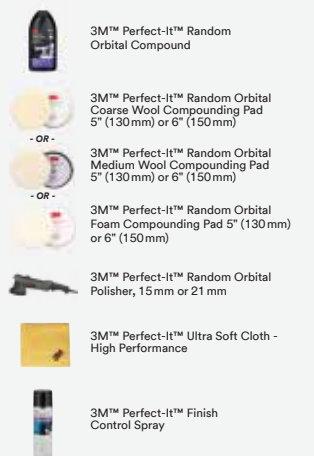 3M™ Perfect-It™ Random
Orbital Compound
3M™ Perfect-It™ Random Orbital
Coarse Wool Compounding Pad
5" (130 mm) or 6" (150 mm)
- OR -
3M™ Perfect-It™ Random Orbital
Medium Wool Compounding Pad
5" (130 mm) or 6" (150 mm)
- OR -
3M™ Perfect-It™ Random Orbital
Foam Compounding Pad 5" (130 mm)
or 6" (150 mm)
3M™ Perfect-It™ Random Orbital
Polisher, 15 mm or 21 mm
3M™ Perfect-It™ Ultra Soft Cloth -
High Performance
3M™ Perfect-It™ Finish
Control Spray